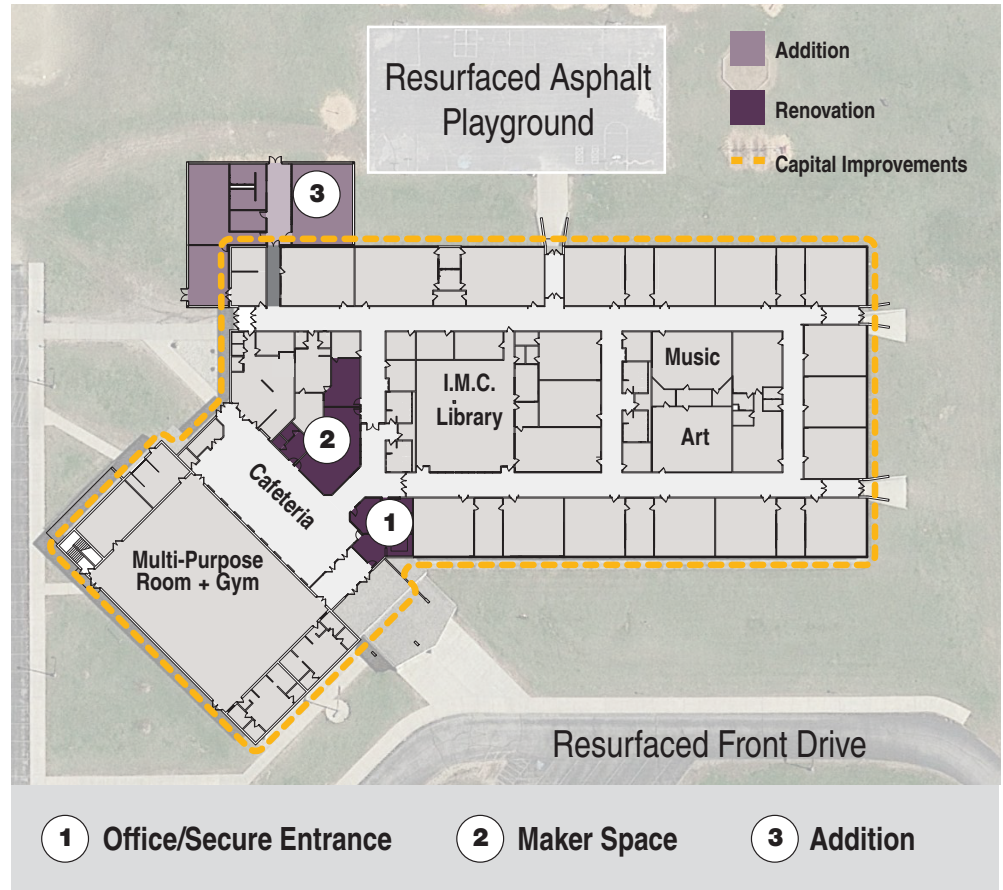 Resurfaced Asphalt
Playground
Addition
Renovation
Capital Improvements
3
Music
I.M.C.
Library
Art
2
Cafeteria
1
Multi-Purpose
Room + Gym
Resurfaced Front Drive
1 Office/Secure Entrance
2 Maker Space
3 Addition